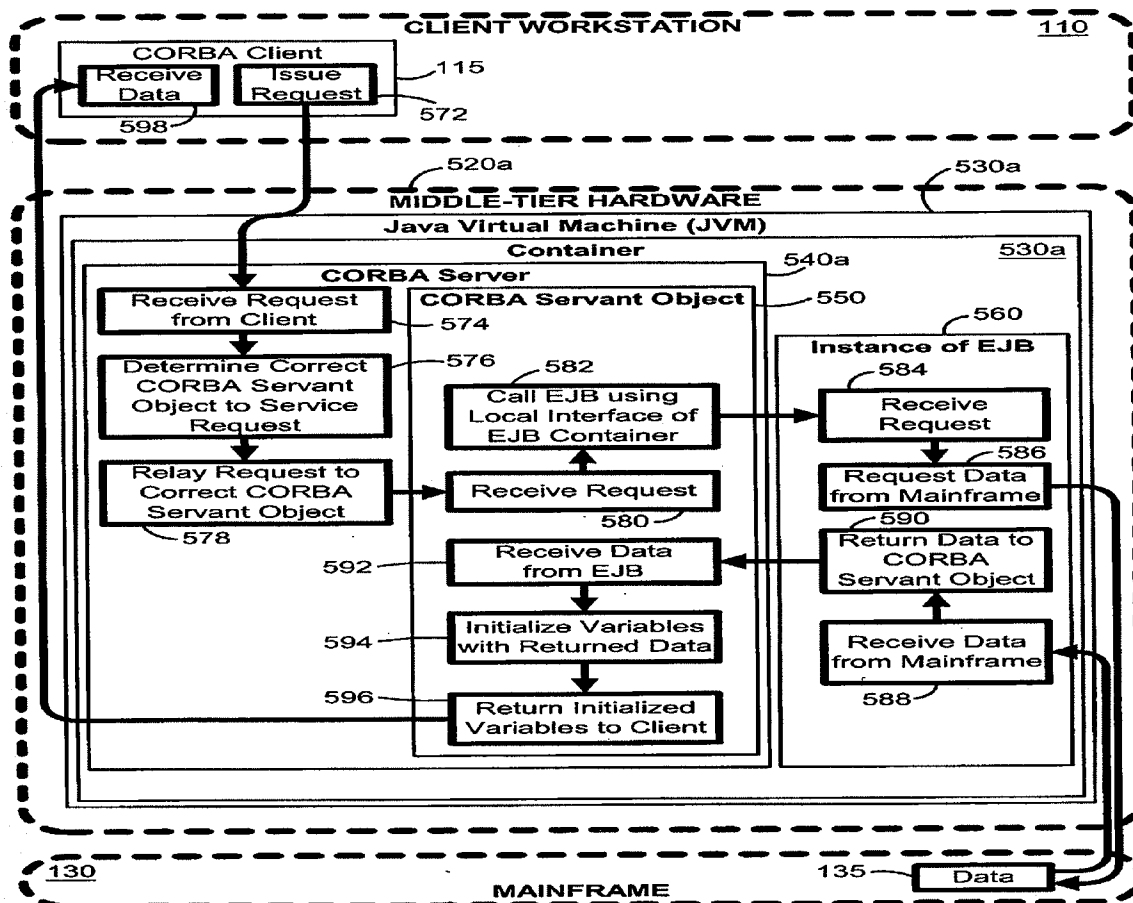 CLIENT WORKSTATION
110
CORBA Client
115
Receive
Data
598
Issue
Request
572
520a
530a
MIDDLE-TIER HARDWARE
Java Virtual Machine (JVM)
Container
530a
540a
CORBA Server
CORBA Servant Object
550
Receive Request
from Client
574
560
Instance of EJB
576
Determine Correct
CORBA Servant
Object to Service
Request
582
Call EJB using
Local Interface of
EJB Container
584
Receive
Request
Relay Request to
Correct CORBA
Servant Object
578
Receive Request
580
586
Request Data
from Mainframe
590
Return Data to
CORBA
Servant Object
592
Receive Data
from EJB
594
Initialize Variables
with Returned Data
Receive Data
from Mainframe
588
596
Return Initialized
Variables to Client
130
135
Data
MAINFRAME